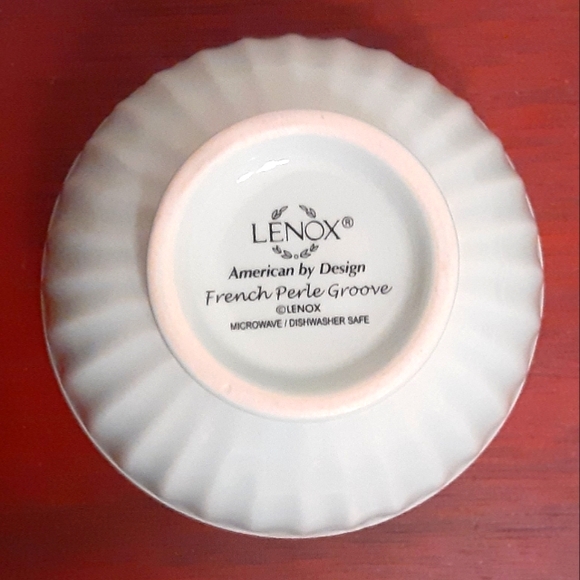 LENOX®
American by Design
French Perle Groove
©LENOX
MICROWAVE / DISHWASHER SAFE